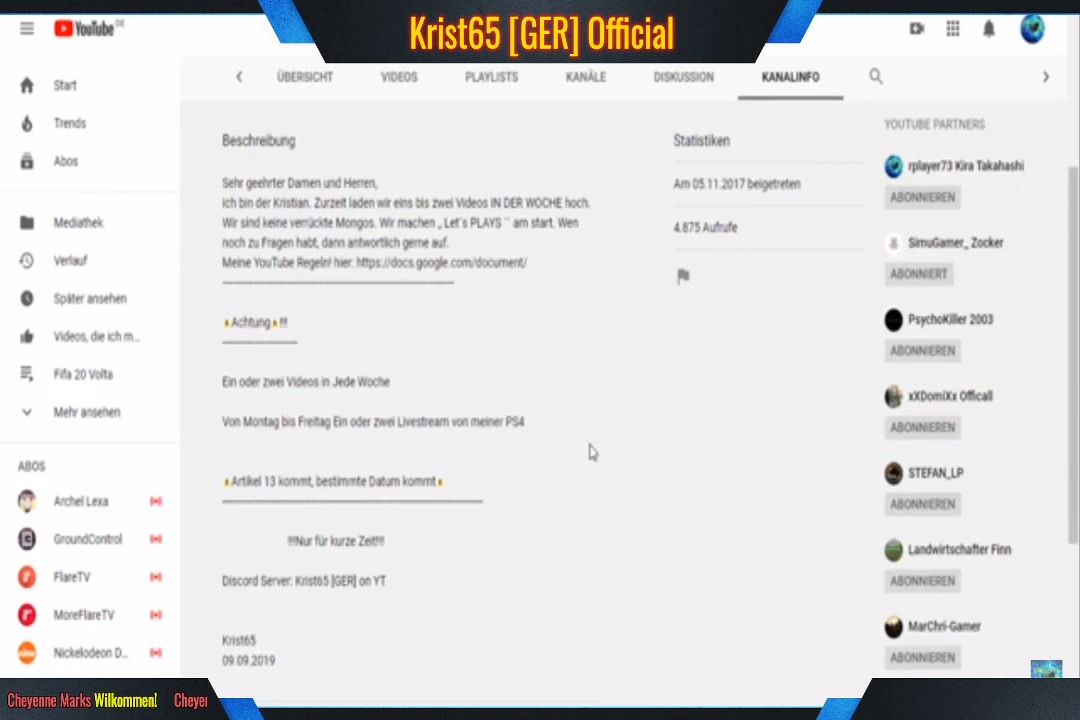 Krist65 [GER] Official
YouTube DE
ÜBERSICHT VIDEOS PLAYLISTS KANÄLE DISKUSSION KANALINFO
Start
Trends
Abos
Mediathek
Verlauf
Später ansehen
Videos, die ich m...
Fifa 20 Volta
Mehr ansehen
ABOS
Archel Lexa
GroundControl
FlareTV
MoreFlareTV
Nickelodeon D...
Beschreibung
Sehr geehrter Damen und Herren,
ich bin der Kristian. Zurzeit laden wir eins bis zwei Videos IN DER WOCHE hoch.
Wir sind keine verrückte Mongos. Wir machen „ Let´s PLAYS ¨ am start. Wen
noch zu Fragen habt, dann antwortlich gerne auf.
Meine YouTube Regeln! hier: https://docs.google.com/document/
Achtung !!!
Ein oder zwei Videos in Jede Woche
Von Montag bis Freitag Ein oder zwei Livestream von meiner PS4
Artikel 13 kommt, bestimmte Datum kommt
!!!Nur für kurze Zeit!!!
Discord Server: Krist65 [GER] on YT
Krist65
09.09.2019
Statistiken
Am 05.11.2017 beigetreten
4.875 Aufrufe
YOUTUBE PARTNERS
rplayer73 Kira Takahashi
ABONNIEREN
SimuGamer_ Zocker
ABONNIERT
PsychoKiller 2003
ABONNIEREN
xXDomiXx Officall
ABONNIEREN
STEFAN_LP
ABONNIEREN
Landwirtschafter Finn
ABONNIEREN
MarChri-Gamer
ABONNIEREN
Cheyenne Marks Wilkommen! Cheyer